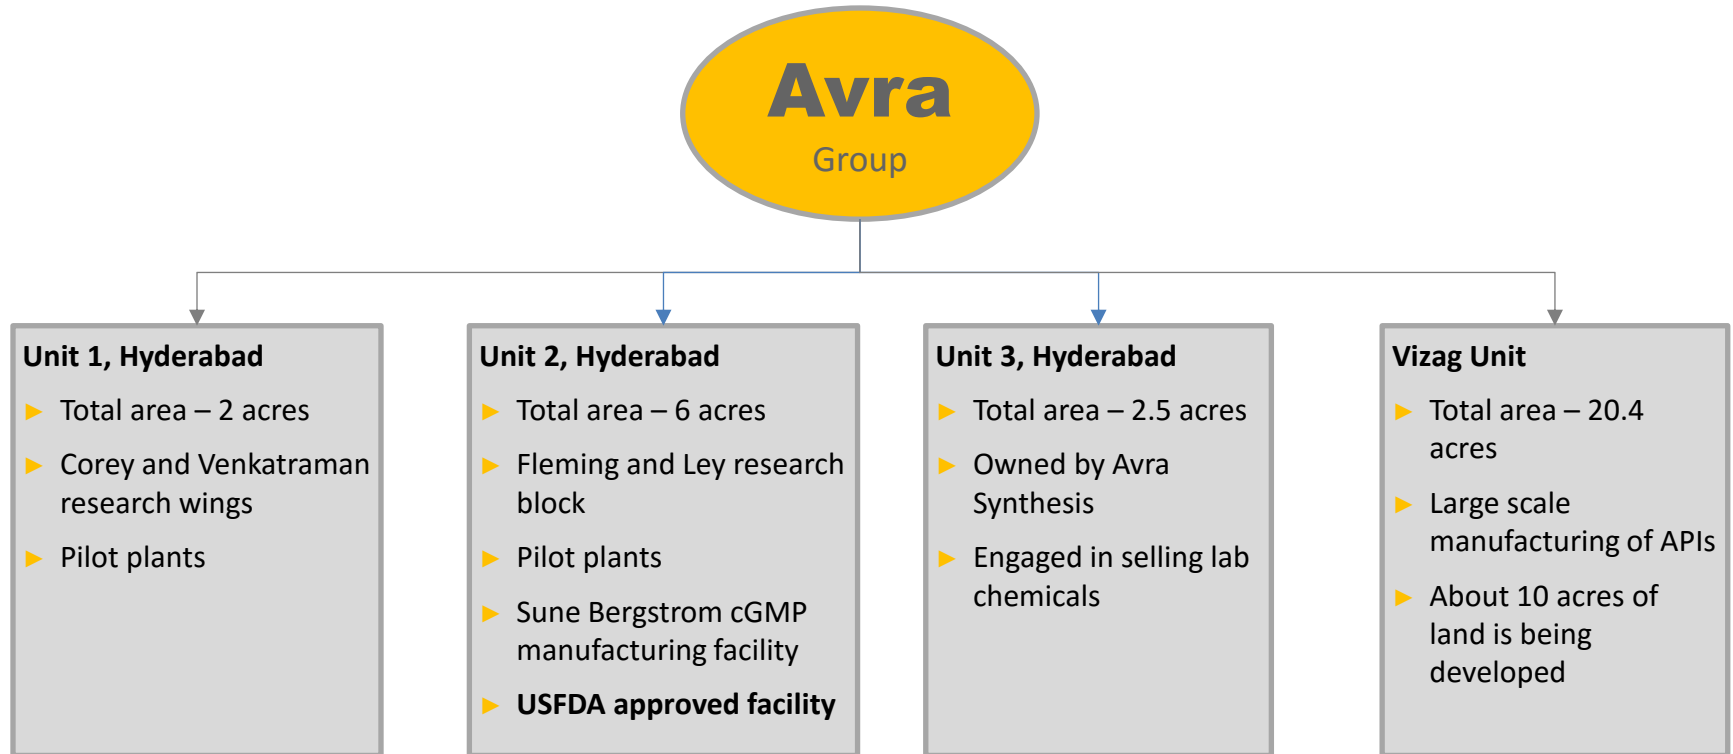 Avra
Group
Unit 1, Hyderabad
► Total area – 2 acres
► Corey and Venkatraman
research wings
► Pilot plants
Unit 2, Hyderabad
► Total area – 6 acres
► Fleming and Ley research
block
► Pilot plants
► Sune Bergstrom cGMP
manufacturing facility
► USFDA approved facility
Unit 3, Hyderabad
► Total area – 2.5 acres
► Owned by Avra
Synthesis
► Engaged in selling lab
chemicals
Vizag Unit
► Total area – 20.4
acres
► Large scale
manufacturing of APIs
► About 10 acres of
land is being
developed